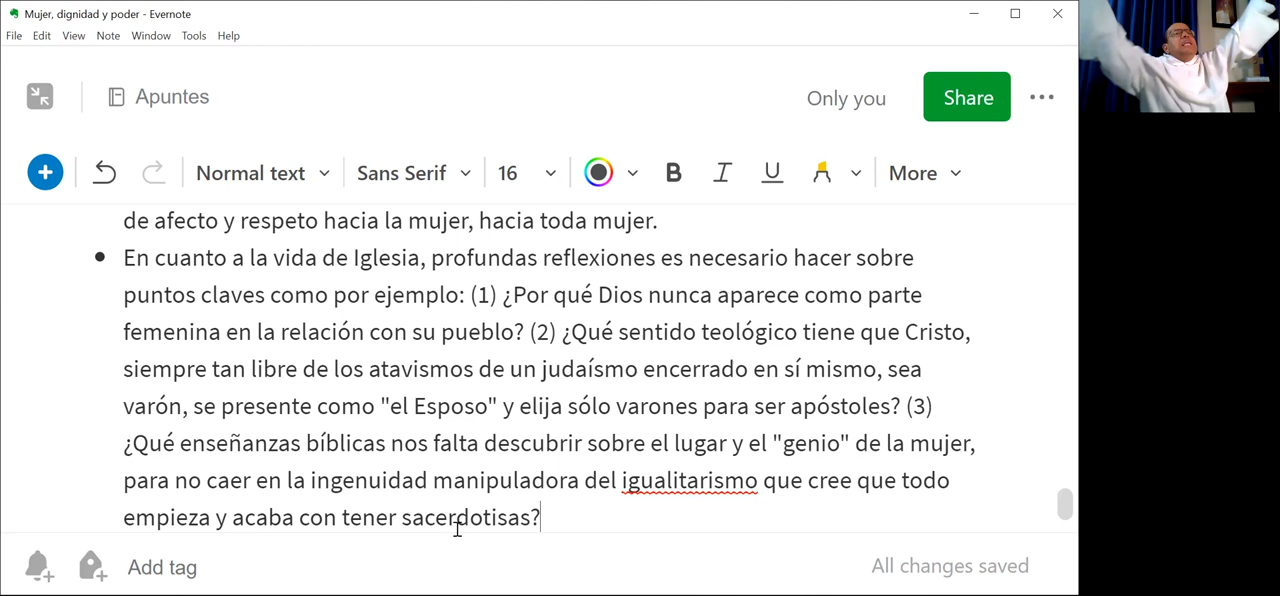 Mujer, dignidad y poder - Evernote
File Edit View Note Window Tools Help
Apuntes
Only you
Share
Normal text
Sans Serif
16
B I U
More
de afecto y respeto hacia la mujer, hacia toda mujer.
En cuanto a la vida de Iglesia, profundas reflexiones es necesario hacer sobre
puntos claves como por ejemplo: (1) ¿Por qué Dios nunca aparece como parte
femenina en la relación con su pueblo? (2) ¿Qué sentido teológico tiene que Cristo,
siempre tan libre de los atavismos de un judaísmo encerrado en sí mismo, sea
varón, se presente como "el Esposo" y elija sólo varones para ser apóstoles? (3)
¿Qué enseñanzas bíblicas nos falta descubrir sobre el lugar y el "genio" de la mujer,
para no caer en la ingenuidad manipuladora del igualitarismo que cree que todo
empieza y acaba con tener sacerdotisas?
Add tag
All changes saved